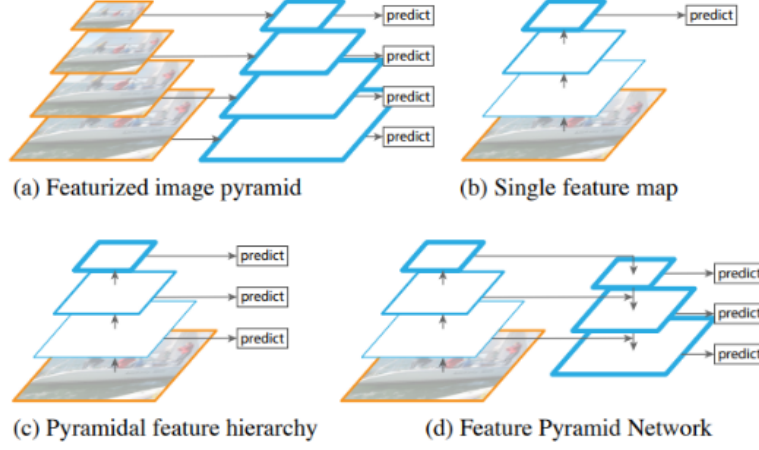 predict
predict
predict
predict
(a) Featurized image pyramid
predict
(b) Single feature map
predict
predict
predict
(c) Pyramidal feature hierarchy
predict
predict
predict
(d) Feature Pyramid Network